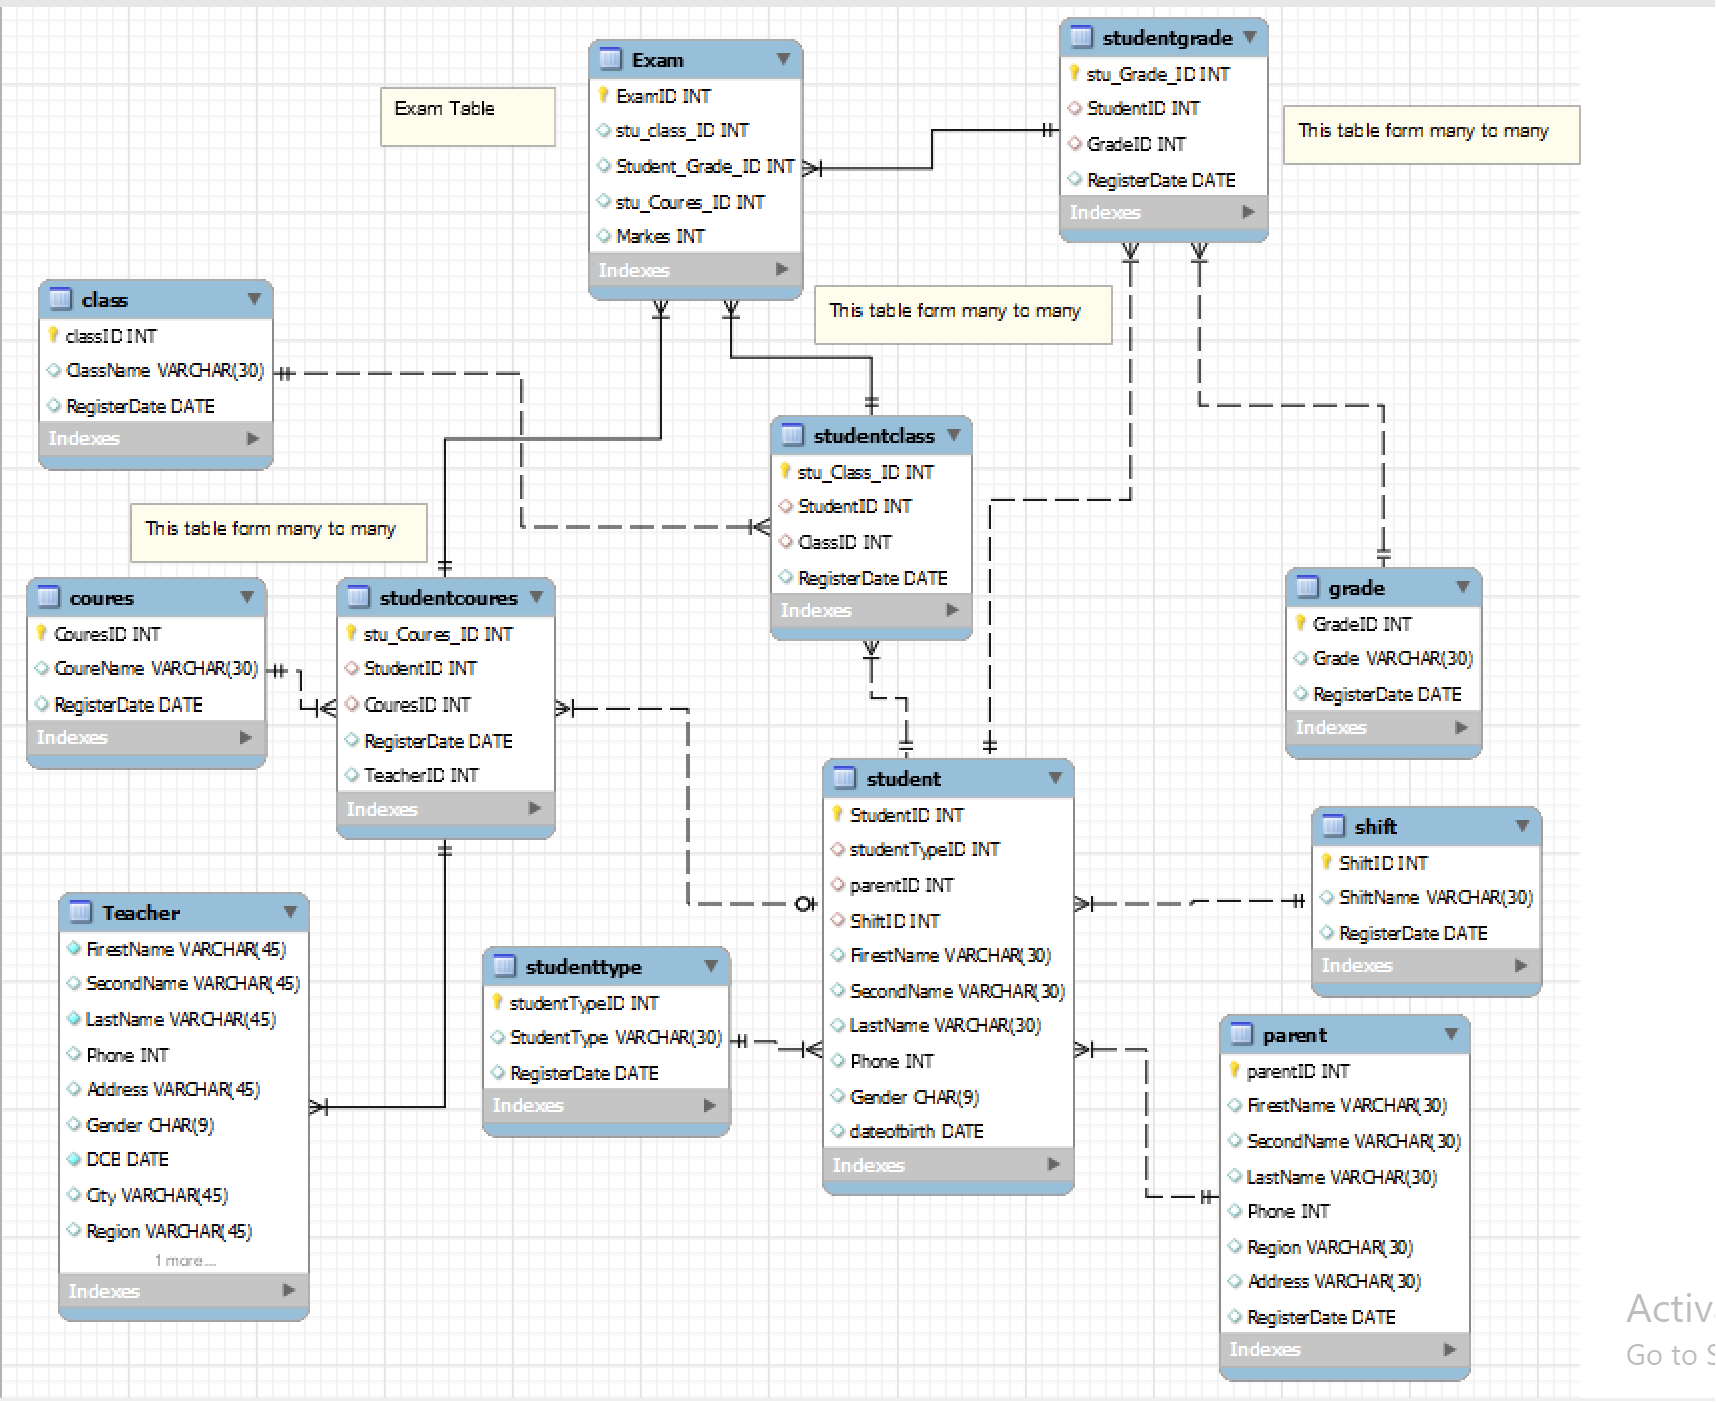 Exam
ExamID INT
stu_class_ID INT
Student_Grade_ID INT
stu_Coures_ID INT
Markes INT
Indexes
studentgrade
stu_Grade_ID INT
StudentID INT
GradeID INT
RegisterDate DATE
Indexes
Exam Table
This table form many to many
This table form many to many
class
classID INT
ClassName VARCHAR(30)
RegisterDate DATE
Indexes
studentclass
stu_Class_ID INT
StudentID INT
ClassID INT
RegisterDate DATE
Indexes
This table form many to many
coures
CouresID INT
CoureName VARCHAR(30)
RegisterDate DATE
Indexes
studentcoures
stu_Coures_ID INT
StudentID INT
CouresID INT
RegisterDate DATE
TeacherID INT
Indexes
grade
GradeID INT
Grade VARCHAR(30)
RegisterDate DATE
Indexes
student
StudentID INT
studentTypeID INT
parentID INT
ShiftID INT
FirestName VARCHAR(30)
SecondName VARCHAR(30)
LastName VARCHAR(30)
Phone INT
Gender CHAR(9)
dateofbirth DATE
Indexes
shift
ShiftID INT
ShiftName VARCHAR(30)
RegisterDate DATE
Indexes
Teacher
FirestName VARCHAR(45)
SecondName VARCHAR(45)
LastName VARCHAR(45)
Phone INT
Address VARCHAR(45)
Gender CHAR(9)
DOB DATE
City VARCHAR(45)
Region VARCHAR(45)
1 more...
Indexes
studenttype
studentTypeID INT
StudentType VARCHAR(30)
RegisterDate DATE
Indexes
parent
parentID INT
FirestName VARCHAR(30)
SecondName VARCHAR(30)
LastName VARCHAR(30)
Phone INT
Region VARCHAR(30)
Address VARCHAR(30)
RegisterDate DATE
Indexes
Activ
Go to S